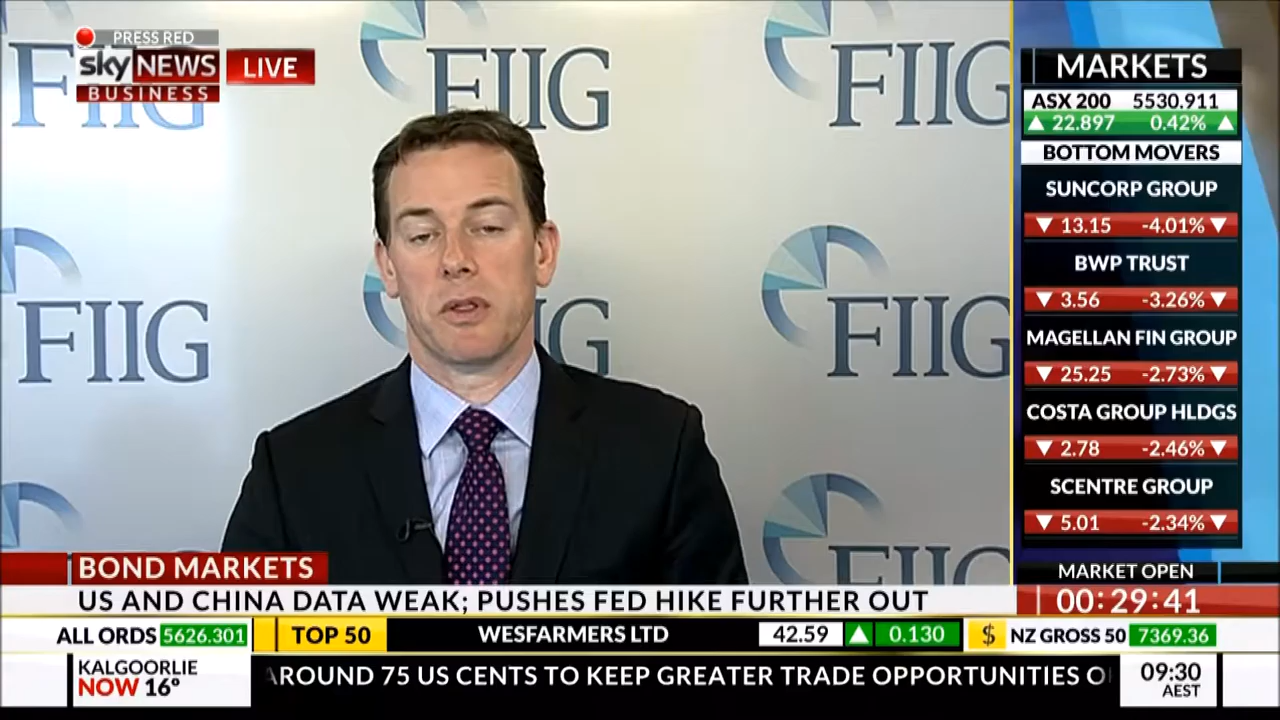 PRESS RED
sky NEWS
BUSINESS
LIVE
FIIG
FIIG
FIIG
FIIG
FIIG
FIIG
MARKETS
ASX 200 5530.911
22.897 0.42%
BOTTOM MOVERS
SUNCORP GROUP
13.15 -4.01%
BWP TRUST
3.56 -3.26%
MAGELLAN FIN GROUP
25.25 -2.73%
COSTA GROUP HLDGS
2.78 -2.46%
SCENTRE GROUP
5.01 -2.34%
MARKET OPEN
00:29:41
BOND MARKETS
US AND CHINA DATA WEAK; PUSHES FED HIKE FURTHER OUT
ALL ORDS 5626.301 TOP 50 WESFARMERS LTD 42.59 0.130 $ NZ GROSS 50 7369.36
KALGOORLIE
NOW 16°
AROUND 75 US CENTS TO KEEP GREATER TRADE OPPORTUNITIES
09:30
AEST